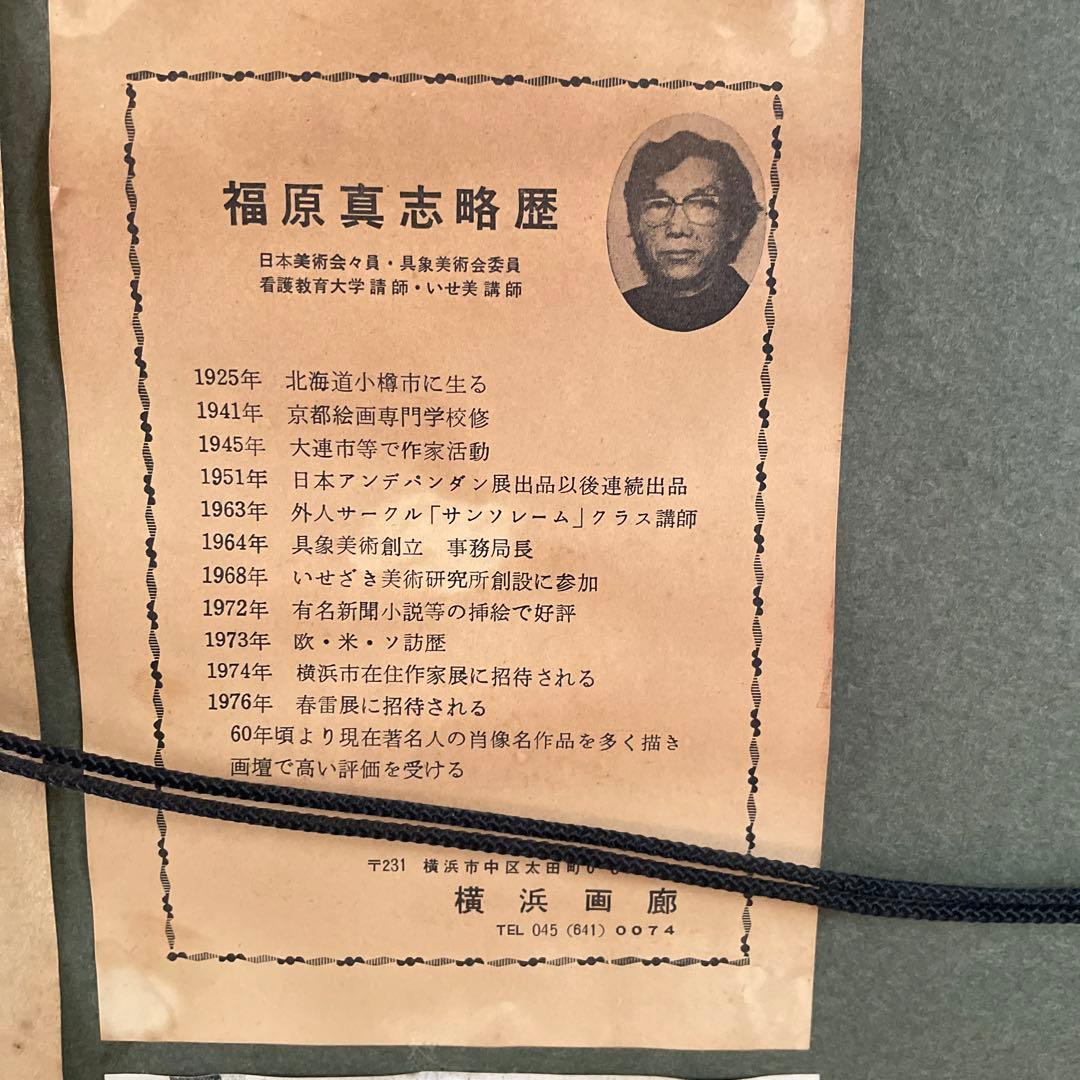 福原真志略歴
日本美術会々員・具象美術会委員
看護教育大学請師・いせ美講師
1925年 北海道小樽市に生る
1941年 京都絵画専門学校修
1945年 大連市等で作家活動
1951年 日本アンデパンダン展出品以後連続出品
1963年 外人サークル「サンソレーム」クラス講師
1964年 具象美術創立 事務局長
1968年 いせざき美術研究所創設に参加
1972年 有名新聞小説等の挿絵で好評
1973年 欧・米・ソ訪歴
1974年 横浜市在住作家展に招待される
1976年 春雷展に招待される
60年頃より現在著名人の肖像名作品を多く描き
画壇で高い評価を受ける
〒231 横浜市中区太田町
横浜画廊
TEL 045 (641) 0074